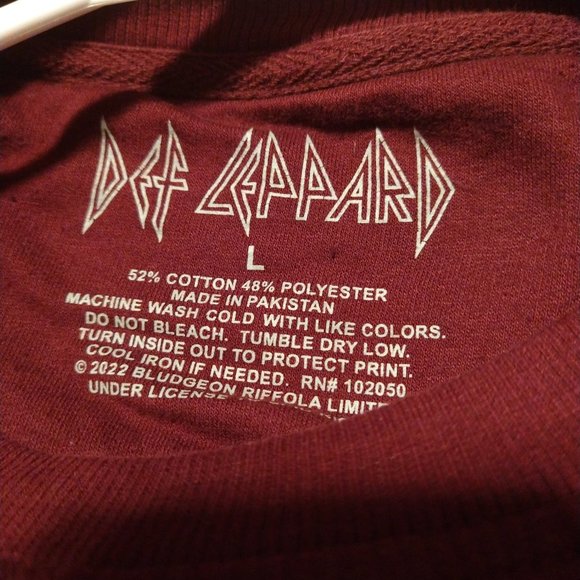 DEF LEPPARD
L
52% COTTON 48% POLYESTER
MADE IN PAKISTAN
MACHINE WASH COLD WITH LIKE COLORS.
DO NOT BLEACH. TUMBLE DRY LOW.
TURN INSIDE OUT TO PROTECT PRINT.
COOL IRON IF NEEDED. RN# 102050
© 2022 BLUDGEON RIFFOLA LIMIT
UNDER LICENSE